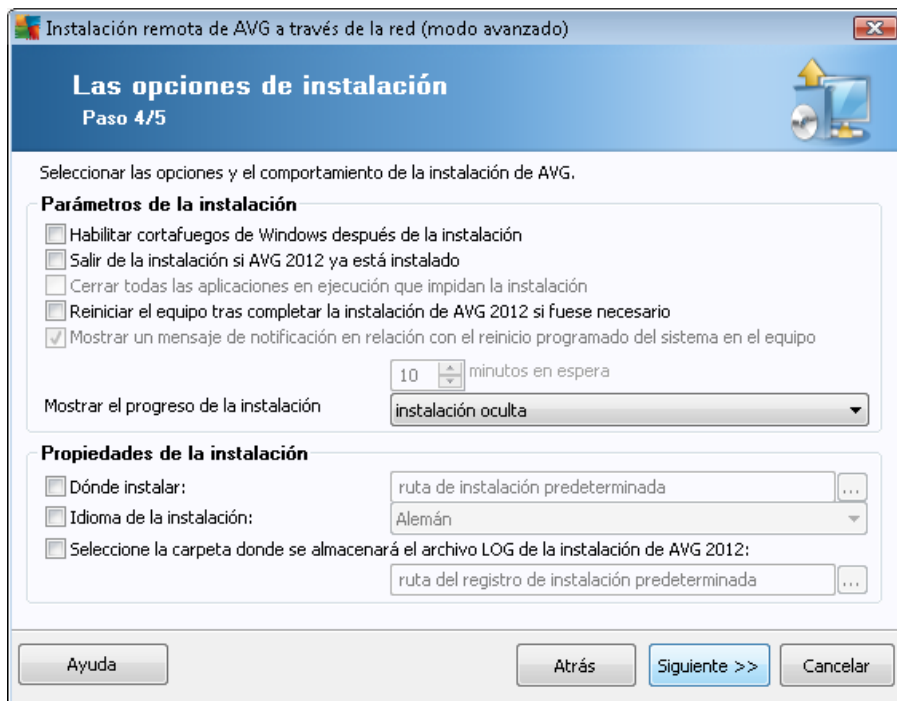 Instalación remota de AVG a través de la red (modo avanzado)
Las opciones de instalación
Paso 4/5
Seleccionar las opciones y el comportamiento de la instalación de AVG.
Parámetros de la instalación
Habilitar cortafuegos de Windows después de la instalación
Salir de la instalación si AVG 2012 ya está instalado
Cerrar todas las aplicaciones en ejecución que impidan la instalación
Reiniciar el equipo tras completar la instalación de AVG 2012 si fuese necesario
Mostrar un mensaje de notificación en relación con el reinicio programado del sistema en el equipo
10 minutos en espera
Mostrar el progreso de la instalación instalación oculta
Propiedades de la instalación
Dónde instalar: ruta de instalación predeterminada ...
Idioma de la instalación: Alemán
Seleccione la carpeta donde se almacenará el archivo LOG de la instalación de AVG 2012:
ruta del registro de instalación predeterminada ...
Ayuda Atrás Siguiente >> Cancelar